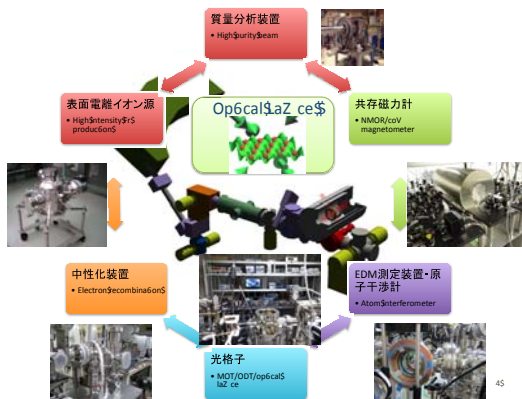 質量分析装置
• High$purity$beam
表面電離イオン源
• High$intensity$Fr$
produc6on$
Op6cal$LaZ ce$$
共存磁力計
• NMOR/coV
magnetometer
中性化装置
• Electron$recombina6on$
EDM測定装置・原
子干渉計
• Atom$interferometer
光格子
• MOT/ODT/op6cal$
laZ ce
4$